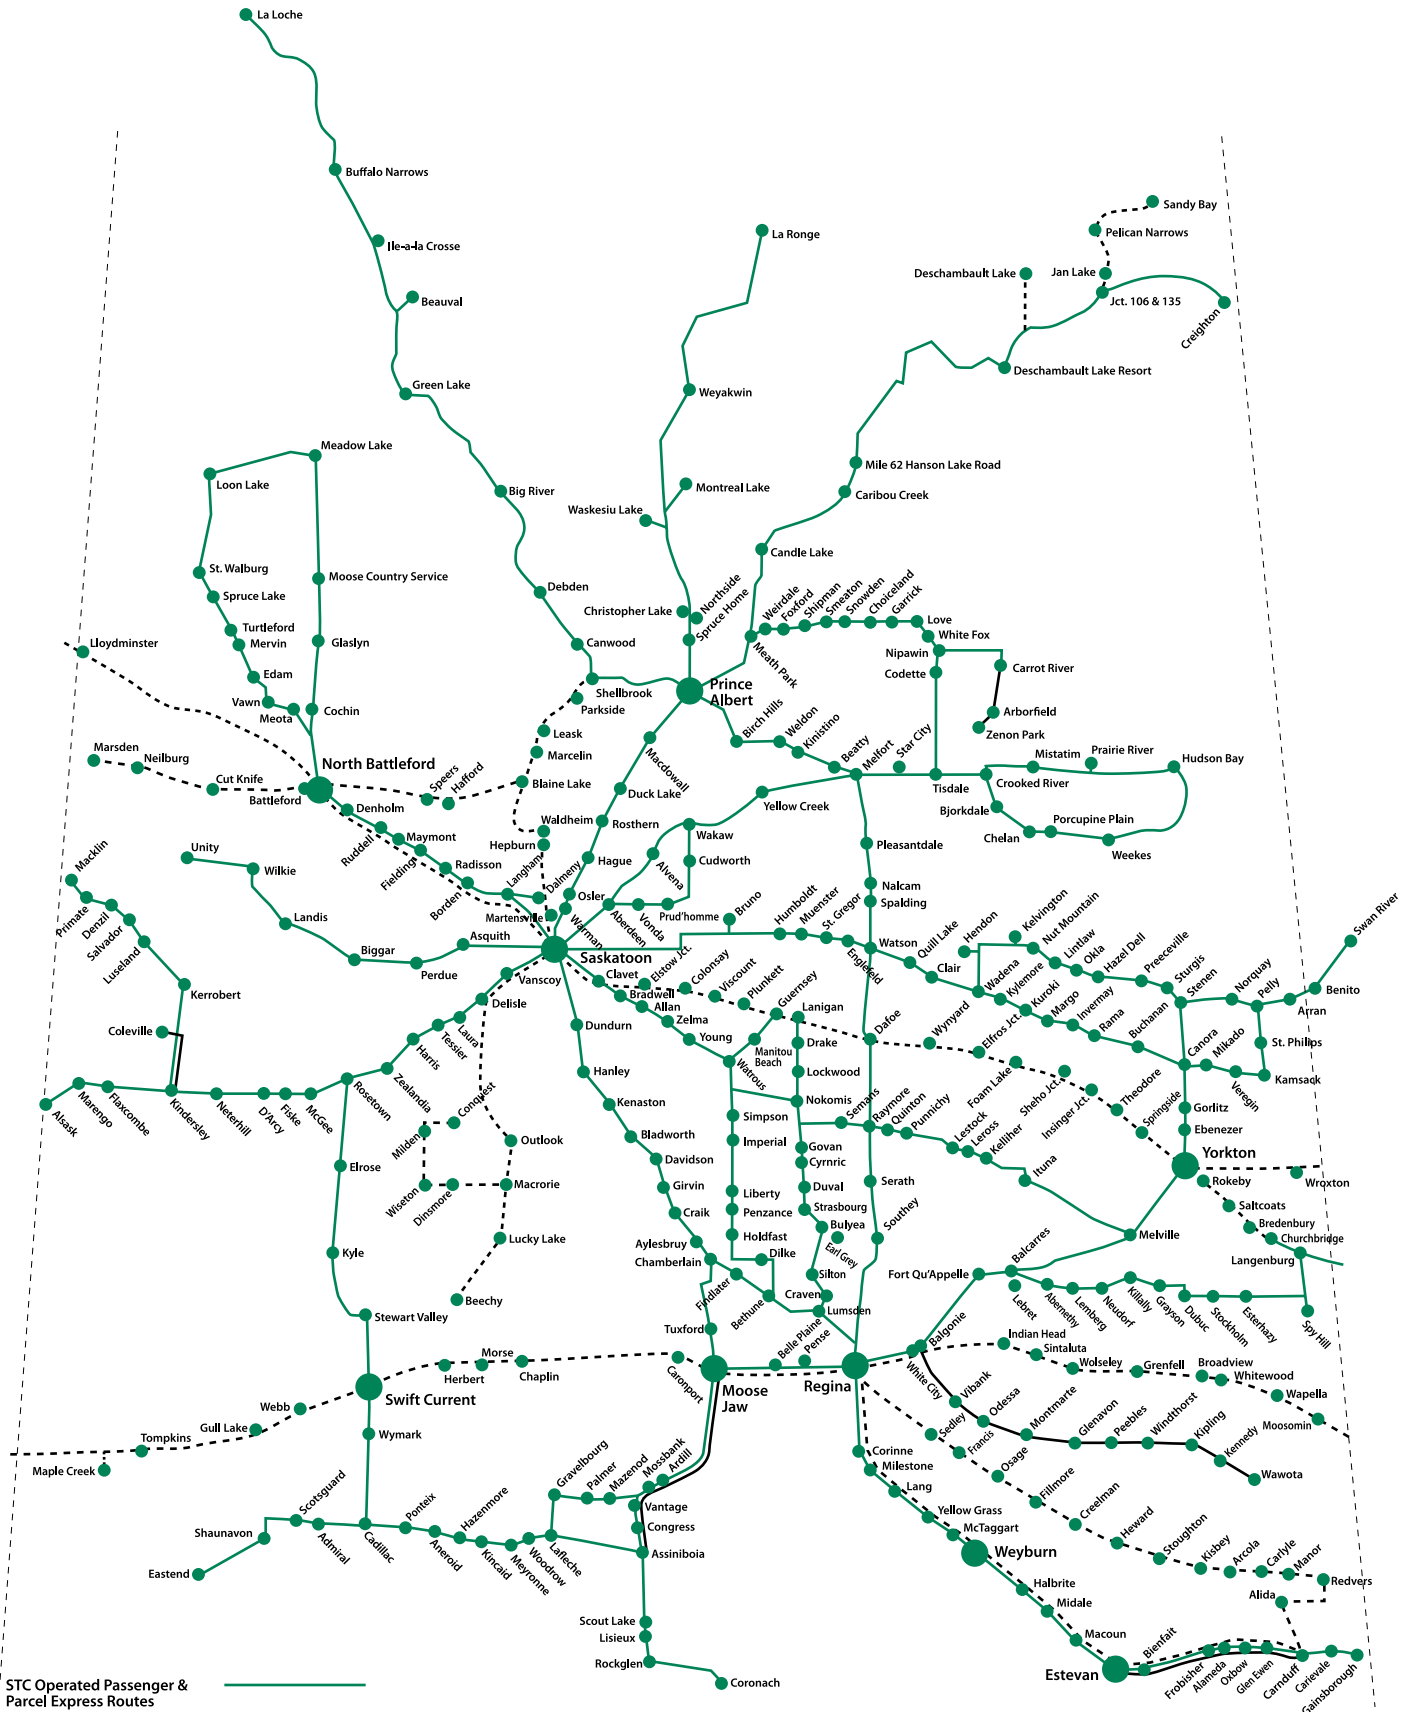 La Loche
Buffalo Narrows
Ile-a-la Crosse
Beauval
Green Lake
Big River
Debden
Canwood
Shellbrook
Parkside
Leask
Marcelin
Blaine Lake
Waldheim
Hepburn
Sandy Bay
Pelican Narrows
Jan Lake
Deschambault Lake
Jct. 106 & 135
Creighton
Deschambault Lake Resort
Mile 62 Hanson Lake Road
Caribou Creek
Candle Lake
La Ronge
Weyakwin
Montreal Lake
Waskesiu Lake
Christopher Lake
Northside
Spruce Home
Prince
Albert
Meath Park
Weirdale
Foxford
Shipman
Smeaton
Snowden
Choiceland
Garrick
Love
White Fox
Nipawin
Codette
Carrot River
Arborfield
Zenon Park
Meadow Lake
Loon Lake
St. Walburg
Spruce Lake
Turtleford
Mervin
Edam
Vawn
Meota
Moose Country Service
Glaslyn
Cochin
Lloydminster
Marsden
Neilburg
Cut Knife
North Battleford
Battleford
Speers
Hafford
Denholm
Ruddell
Maymont
Fielding
Radisson
Borden
Langham
Dalmeny
Martensville
Warman
Osler
Hague
Rosthern
Duck Lake
Macdowall
Birch Hills
Weldon
Kinistino
Beatty
Melfort
Star City
Tisdale
Crooked River
Mistatim
Prairie River
Hudson Bay
Bjorkdale
Chelan
Porcupine Plain
Weekes
Yellow Creek
Wakaw
Cudworth
Alvena
Aberdeen
Vonda
Prud'homme
Pleasantdale
Nalcam
Spalding
Unity
Wilkie
Landis
Biggar
Perdue
Asquith
Saskatoon
Macklin
Primate
Denzil
Salvador
Luseland
Kerrobert
Coleville
Bruno
Humboldt
Muenster
St. Gregor
Englefeld
Watson
Quill Lake
Clair
Hendon
Wadena
Kelvington
Nut Mountain
Lintlaw
Okla
Hazel Dell
Preeceville
Sturgis
Stenen
Norquay
Pelly
Arran
Benito
Swan River
Kylemore
Kuroki
Margo
Invermay
Rama
Buchanan
Canora
Mikado
Veregin
Kamsack
St. Philips
Vanscoy
Delisle
Laura
Tessier
Harris
Zealandia
Rosetown
McGee
Fiske
D'Arcy
Neterhill
Kindersley
Flaxcombe
Marengo
Alsask
Clavet
Elstow Jct.
Colonsay
Viscount
Plunkett
Guernsey
Lanigan
Bradwell
Allan
Zelma
Young
Watrous
Manitou
Beach
Drake
Lockwood
Nokomis
Dafoe
Wynyard
Elfros Jct.
Foam Lake
Sheho Jct.
Insinger Jct.
Theodore
Springside
Gorlitz
Ebenezer
Yorkton
Rokeby
Wroxton
Saltcoats
Bredenbury
Churchbridge
Langenburg
Dundurn
Hanley
Kenaston
Bladworth
Davidson
Girvin
Craik
Aylesbruy
Chamberlain
Findlater
Bethune
Tuxford
Conquest
Milden
Wiseton
Dinsmore
Outlook
Macrorie
Lucky Lake
Beechy
Simpson
Imperial
Liberty
Penzance
Holdfast
Dilke
Semans
Raymore
Quinton
Punnichy
Lestock
Leross
Kelliher
Ituna
Melville
Govan
Cyrnric
Duval
Strasbourg
Bulyea
Earl Grey
Silton
Craven
Lumsden
Serath
Southey
Fort Qu'Appelle
Balcarres
Lebret
Abernethy
Lemberg
Neudorf
Killally
Grayson
Dubuc
Stockholm
Esterhazy
Spy Hill
Elrose
Kyle
Stewart Valley
Swift Current
Wymark
Herbert
Morse
Chaplin
Caronport
Moose
Jaw
Belle Plaine
Pense
Regina
White City
Balgonie
Indian Head
Sintaluta
Wolseley
Grenfell
Broadview
Whitewood
Wapella
Moosomin
Vibank
Odessa
Montmarte
Glenavon
Peebles
Windthorst
Kipling
Kennedy
Wawota
Sedley
Francis
Osage
Fillmore
Creelman
Heward
Stoughton
Kisbey
Arcola
Carlyle
Manor
Redvers
Alida
Webb
Gull Lake
Tompkins
Maple Creek
Corinne
Milestone
Lang
Yellow Grass
McTaggart
Weyburn
Halbrite
Midale
Macoun
Estevan
Bienfait
Frobisher
Alameda
Oxbow
Glen Ewen
Carnduff
Carievale
Gainsborough
Eastend
Shaunavon
Scotsguard
Admiral
Cadillac
Ponteix
Aneroid
Hazenmore
Kincaid
Meyronne
Woodrow
Lafleche
Gravelbourg
Palmer
Mazenod
Mossbank
Ardill
Vantage
Congress
Assiniboia
Scout Lake
Lisieux
Rockglen
Coronach
STC Operated Passenger &
Parcel Express Routes